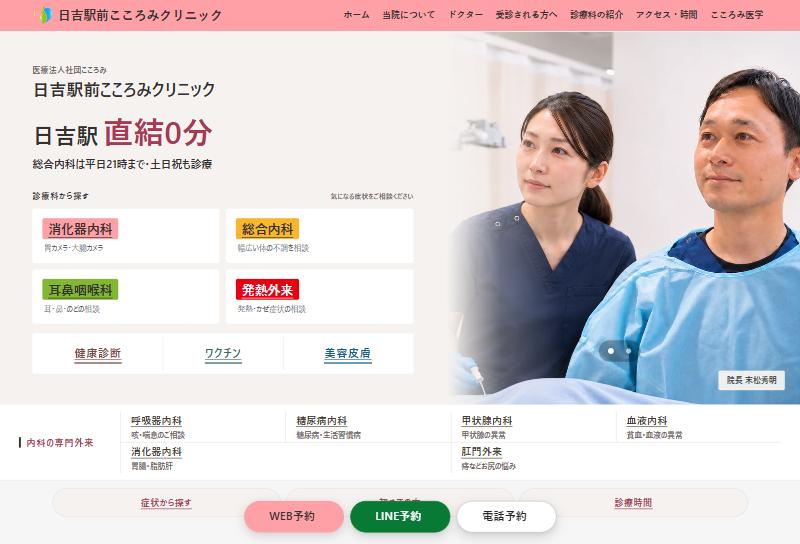 日吉駅前こころみクリニック
ホーム 当院について ドクター 受診される方へ 診療科の紹介 アクセス・時間 こころみ医学
医療法人社団こころみ
日吉駅前こころみクリニック
日吉駅 直結0分
総合内科は平日21時まで・土日祝も診療
診療科から探す 気になる症状をご相談ください
消化器内科
胃カメラ・大腸カメラ
総合内科
幅広い体の不調を相談
耳鼻咽喉科
耳・鼻・のどの相談
発熱外来
発熱・かぜ症状の相談
健康診断 ワクチン 美容皮膚
院長 末松秀明
内科の専門外来
呼吸器内科
咳・喘息のご相談
糖尿病内科
糖尿病・生活習慣病
甲状腺内科
甲状腺の異常
血液内科
貧血・血液の異常
消化器内科
胃腸・脂肪肝
肛門外来
痔などお尻の悩み
症状から探す
診療時間
WEB予約 LINE予約 電話予約